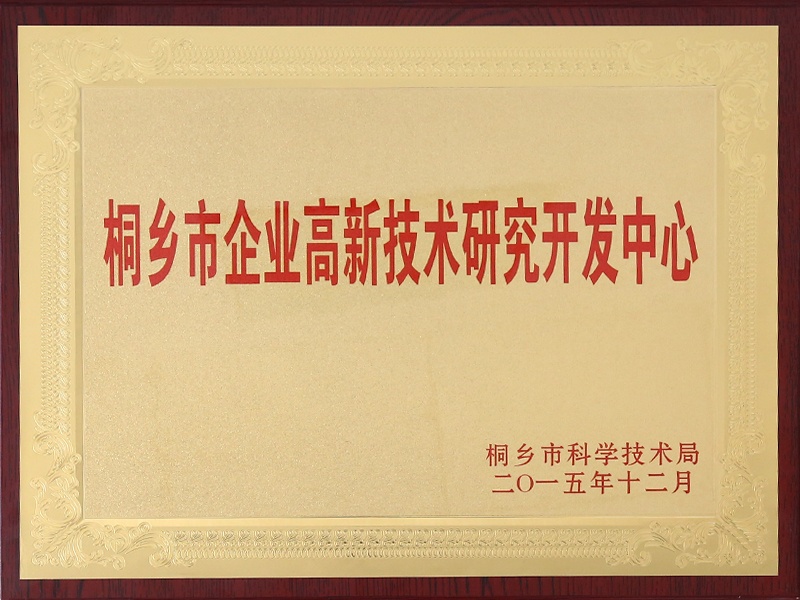 桐乡市企业高新技术研究开发中心
桐乡市科学技术局
二〇一五年十二月